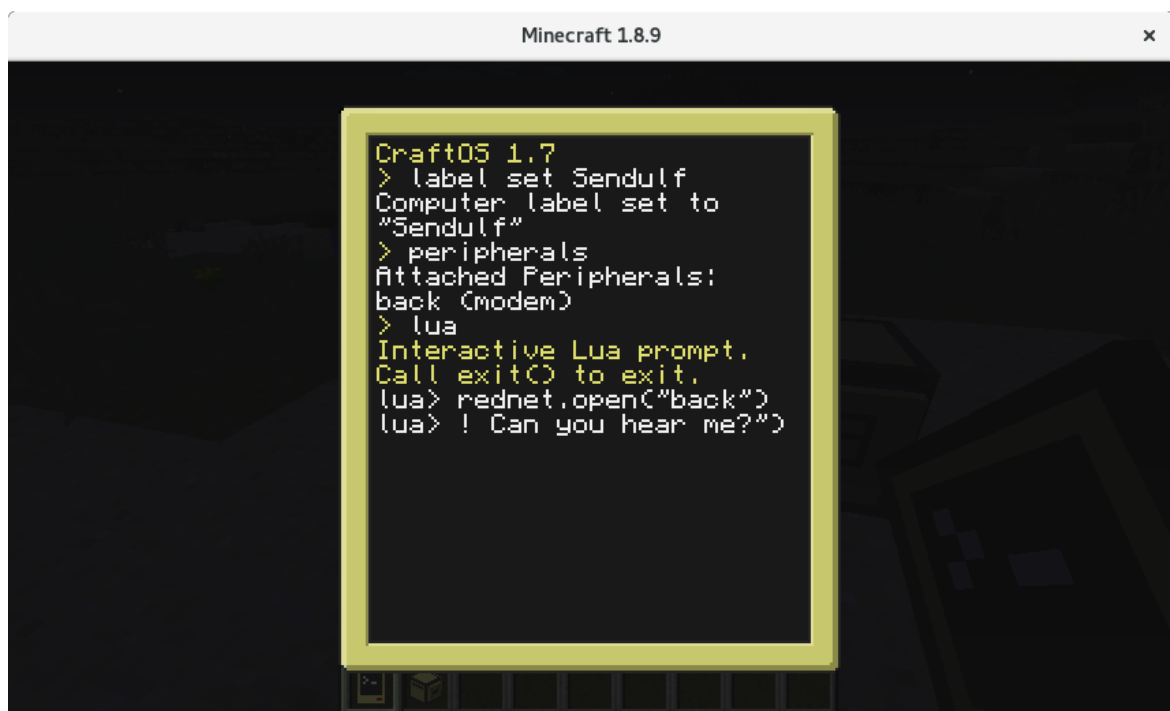 Minecraft 1.8.9
CraftOS 1.7
> label set Sendulf
Computer label set to
"Sendulf"
> peripherals
Attached Peripherals:
back (modem)
> lua
Interactive Lua prompt.
Call exit() to exit.
lua> rednet.open("back")
lua> ! Can you hear me?")